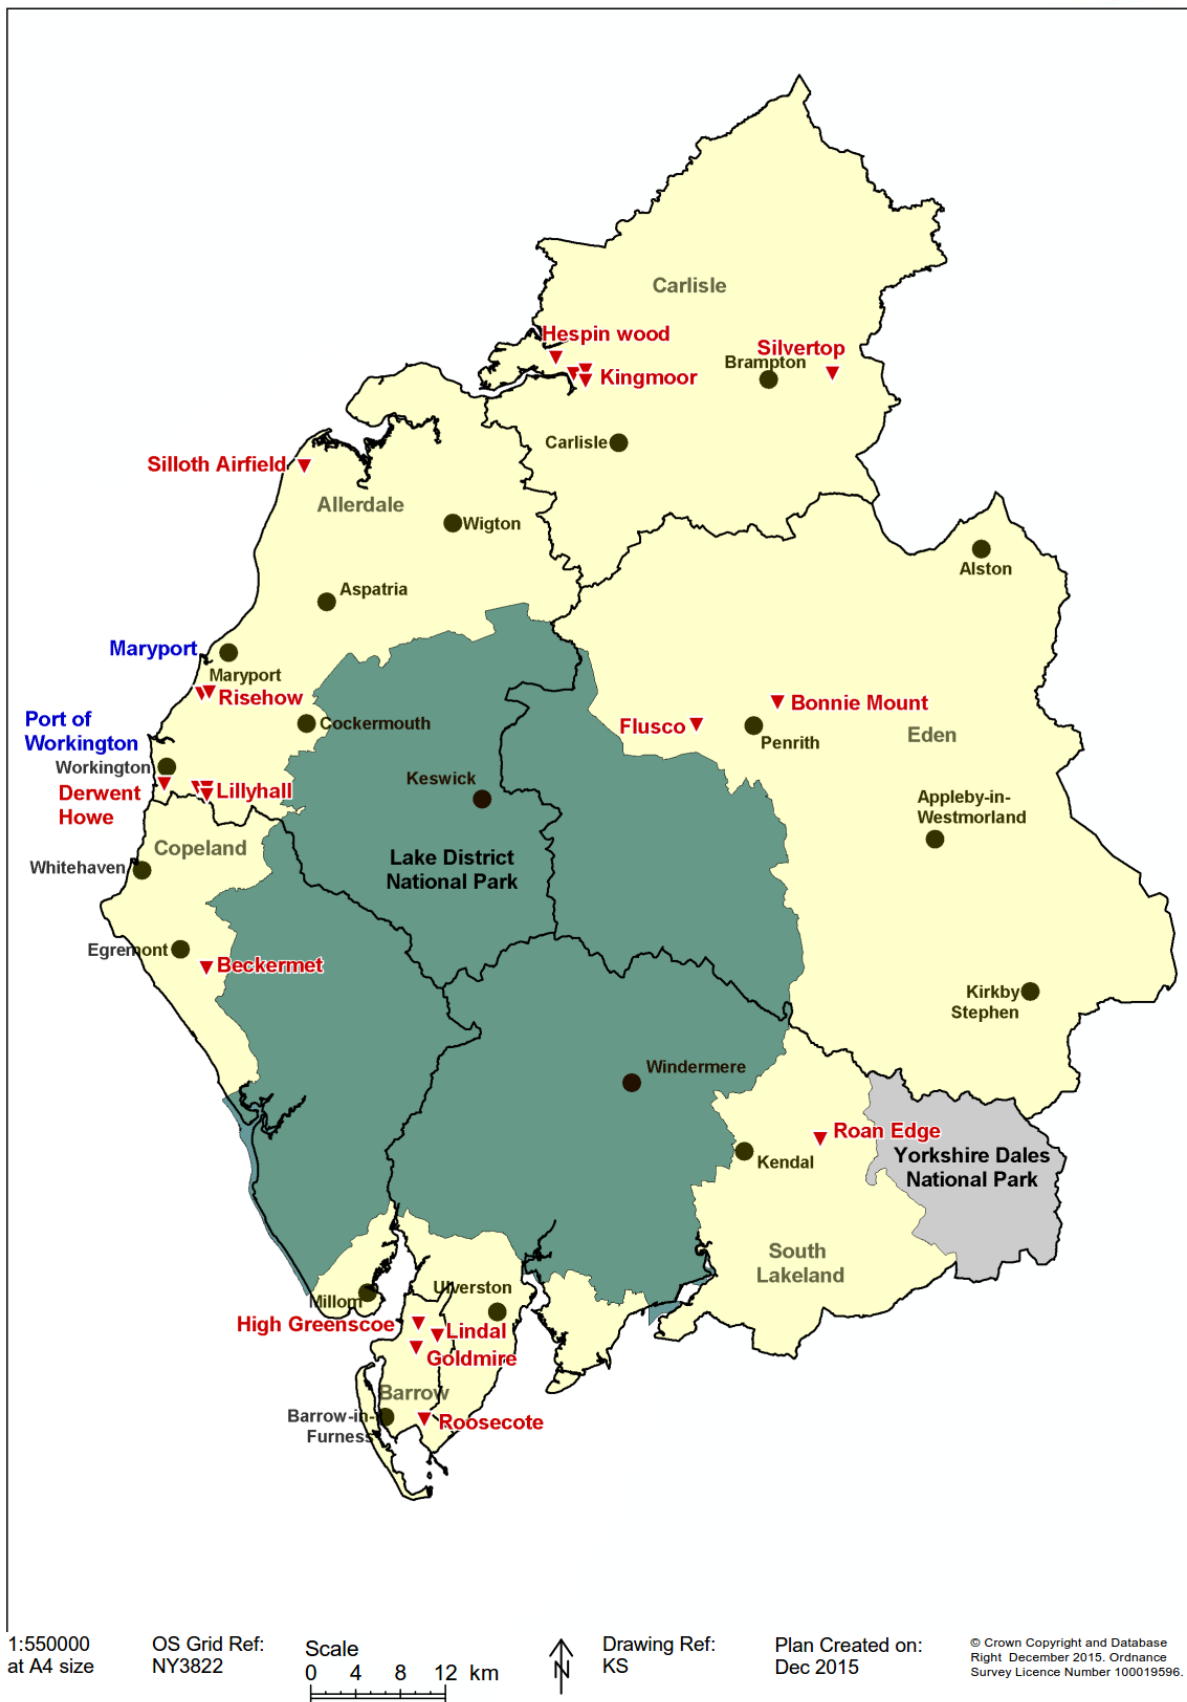 Carlisle
Hespin wood
Silvertop
Brampton
Kingmoor
Carlisle
Silloth Airfield
Allerdale
Wigton
Alston
Aspatria
Maryport
Maryport
Risehow
Bonnie Mount
Port of
Workington
Cockermouth
Flusco
Penrith
Eden
Workington
Keswick
Derwent
Howe
Lillyhall
Appleby-in-
Westmorland
Copeland
Whitehaven
Lake District
National Park
Egremont
Beckermet
Kirkby
Stephen
Windermere
Roan Edge
Kendal
Yorkshire Dales
National Park
South
Lakeland
Ulverston
Millom
High Greenscoe
Lindal
Goldmire
Barrow
Barrow-in-
Furness
Roosecote
1:550000
at A4 size
OS Grid Ref:
NY3822
Scale
0 4 8 12 km
N
Drawing Ref:
KS
Plan Created on:
Dec 2015
© Crown Copyright and Database
Right December 2015. Ordnance
Survey Licence Number 100019596.